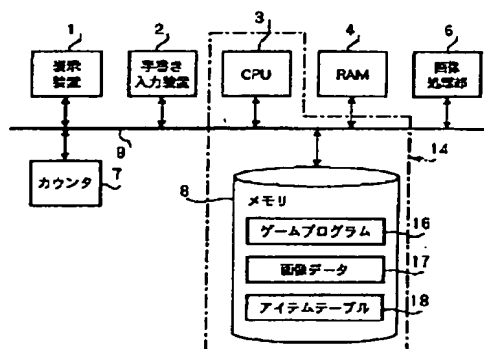 1
2
3
4
6
表示
装置
手書き
入力装置
CPU
RAM
画像
処理部
9
14
カウンタ
7
8
メモリ
ゲームプログラム
16
画像データ
17
アイテムテーブル
18